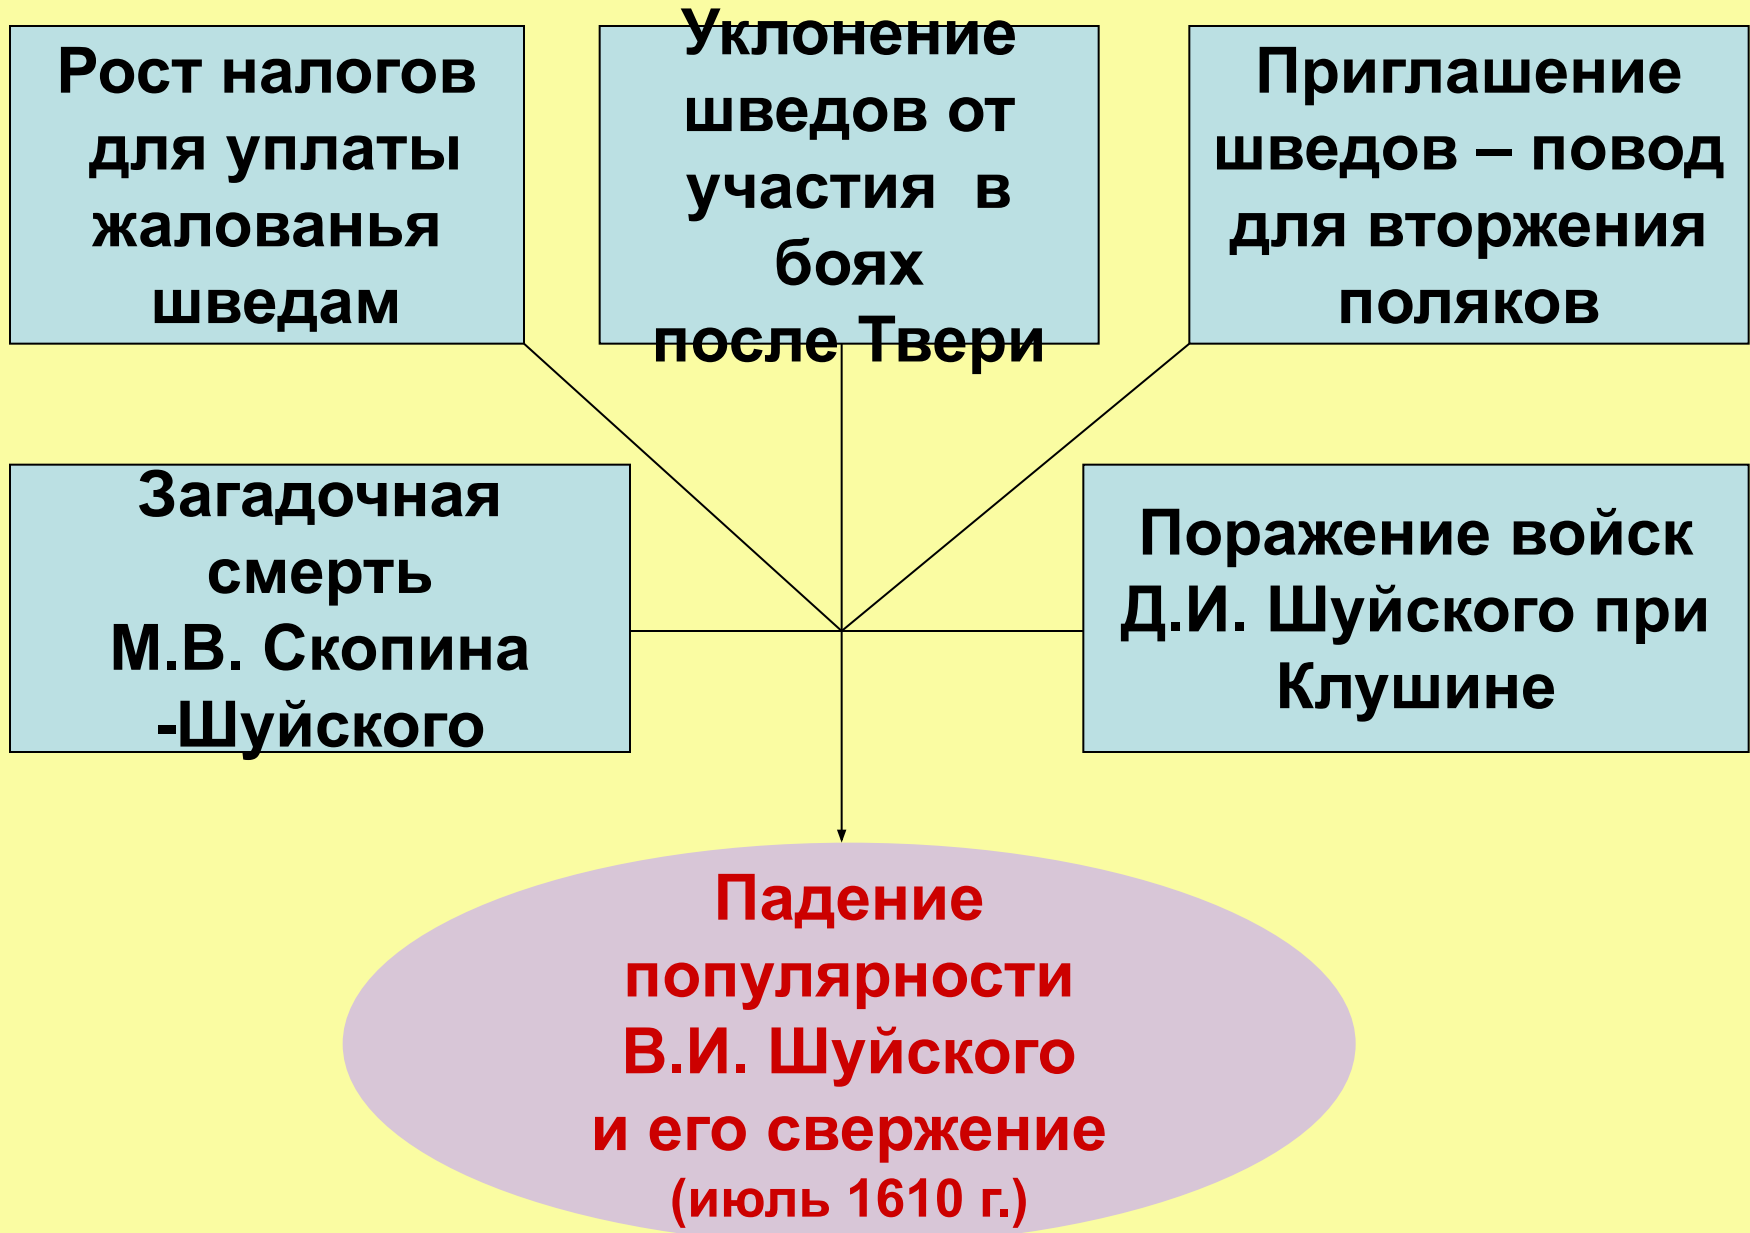 Рост налогов
для уплаты
жалованья
шведам
Уклонение
шведов от
участия в
боях
после Твери
Приглашение
шведов – повод
для вторжения
поляков
Загадочная
смерть
М.В. Скопина
-Шуйского
Поражение войск
Д.И. Шуйского при
Клушине
Падение
популярности
В.И. Шуйского
и его свержение
(июль 1610 г.)